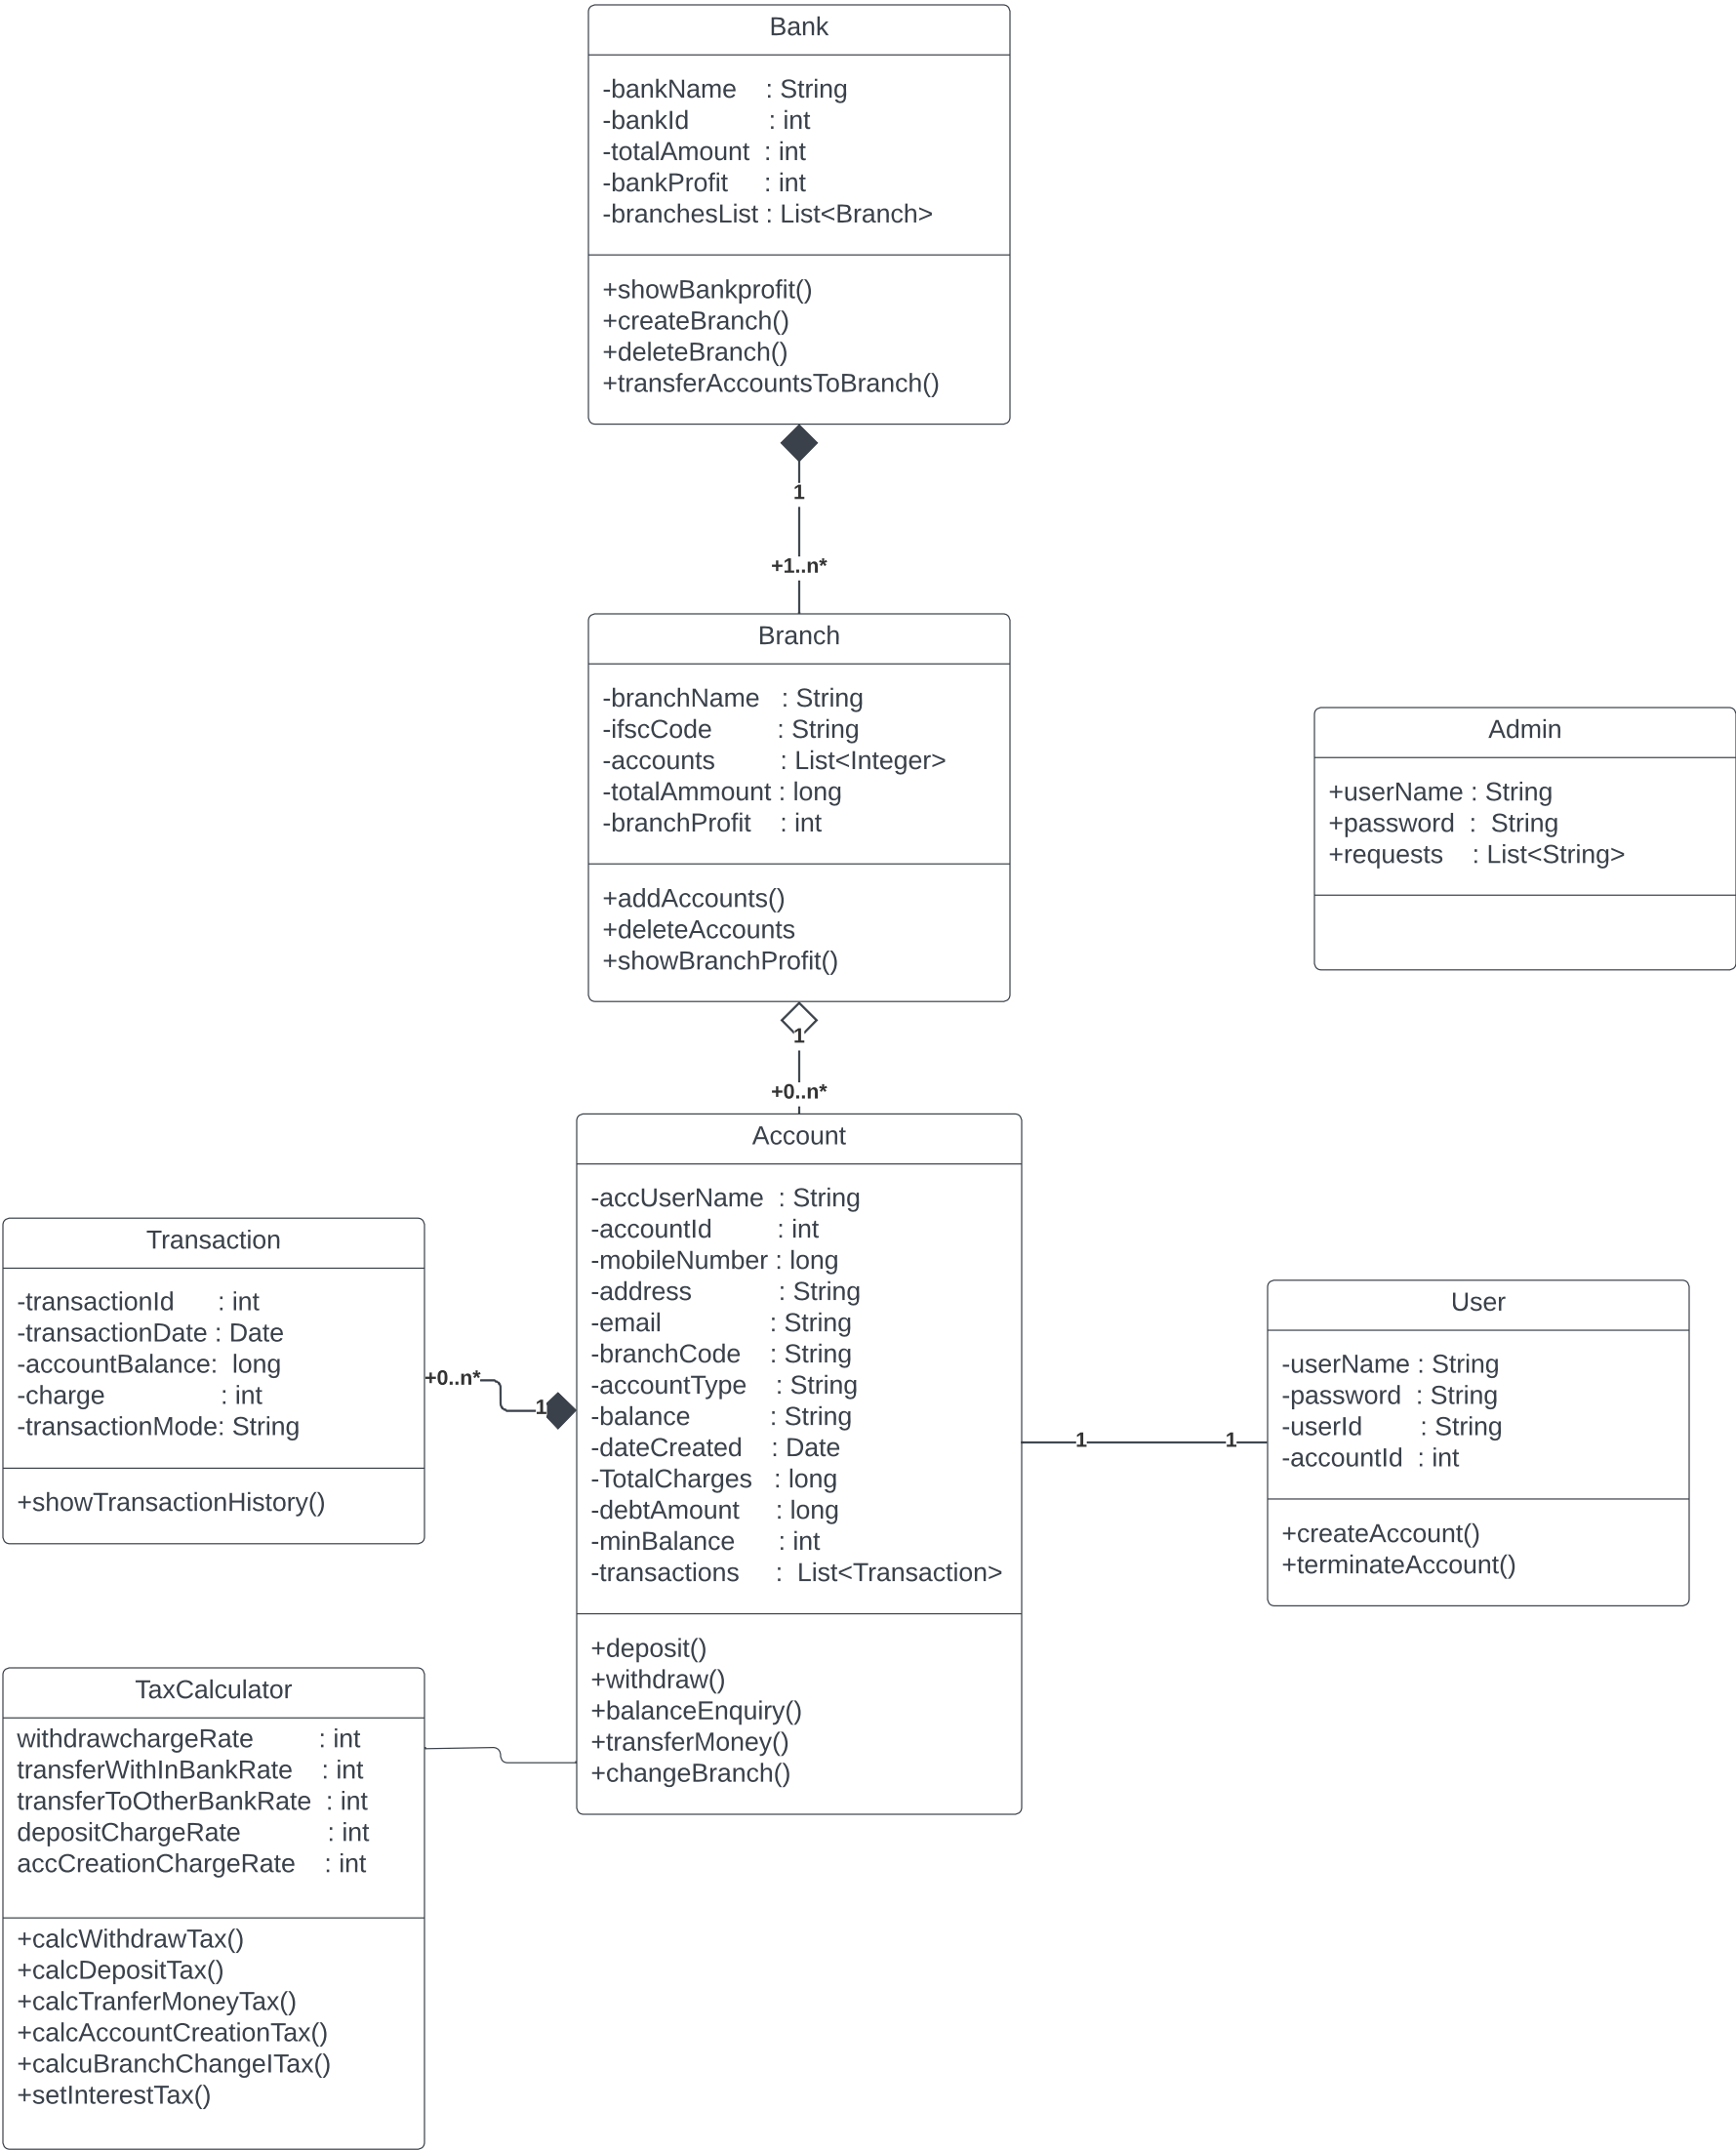 Bank
-bankName : String
-bankId : int
-totalAmount : int
-bankProfit : int
-branchesList : List<Branch>
+showBankprofit()
+createBranch()
+deleteBranch()
+transferAccountsToBranch()
1
+1..n*
Branch
-branchName : String
-ifscCode : String
-accounts : List<Integer>
-totalAmmount : long
-branchProfit : int
+addAccounts()
+deleteAccounts
+showBranchProfit()
Admin
+userName : String
+password : String
+requests : List<String>
1
+0..n*
Account
-accUserName : String
-accountId : int
-mobileNumber : long
-address : String
-email : String
-branchCode : String
-accountType : String
-balance : String
-dateCreated : Date
-TotalCharges : long
-debtAmount : long
-minBalance : int
-transactions : List<Transaction>
+deposit()
+withdraw()
+balanceEnquiry()
+transferMoney()
+changeBranch()
Transaction
-transactionId : int
-transactionDate : Date
-accountBalance: long
-charge : int
-transactionMode: String
+showTransactionHistory()
+0..n*
1
1
1
User
-userName : String
-password : String
-userId : String
-accountId : int
+createAccount()
+terminateAccount()
TaxCalculator
withdrawchargeRate : int
transferWithInBankRate : int
transferToOtherBankRate : int
depositChargeRate : int
accCreationChargeRate : int
+calcWithdrawTax()
+calcDepositTax()
+calcTranferMoneyTax()
+calcAccountCreationTax()
+calcuBranchChangeITax()
+setInterestTax()